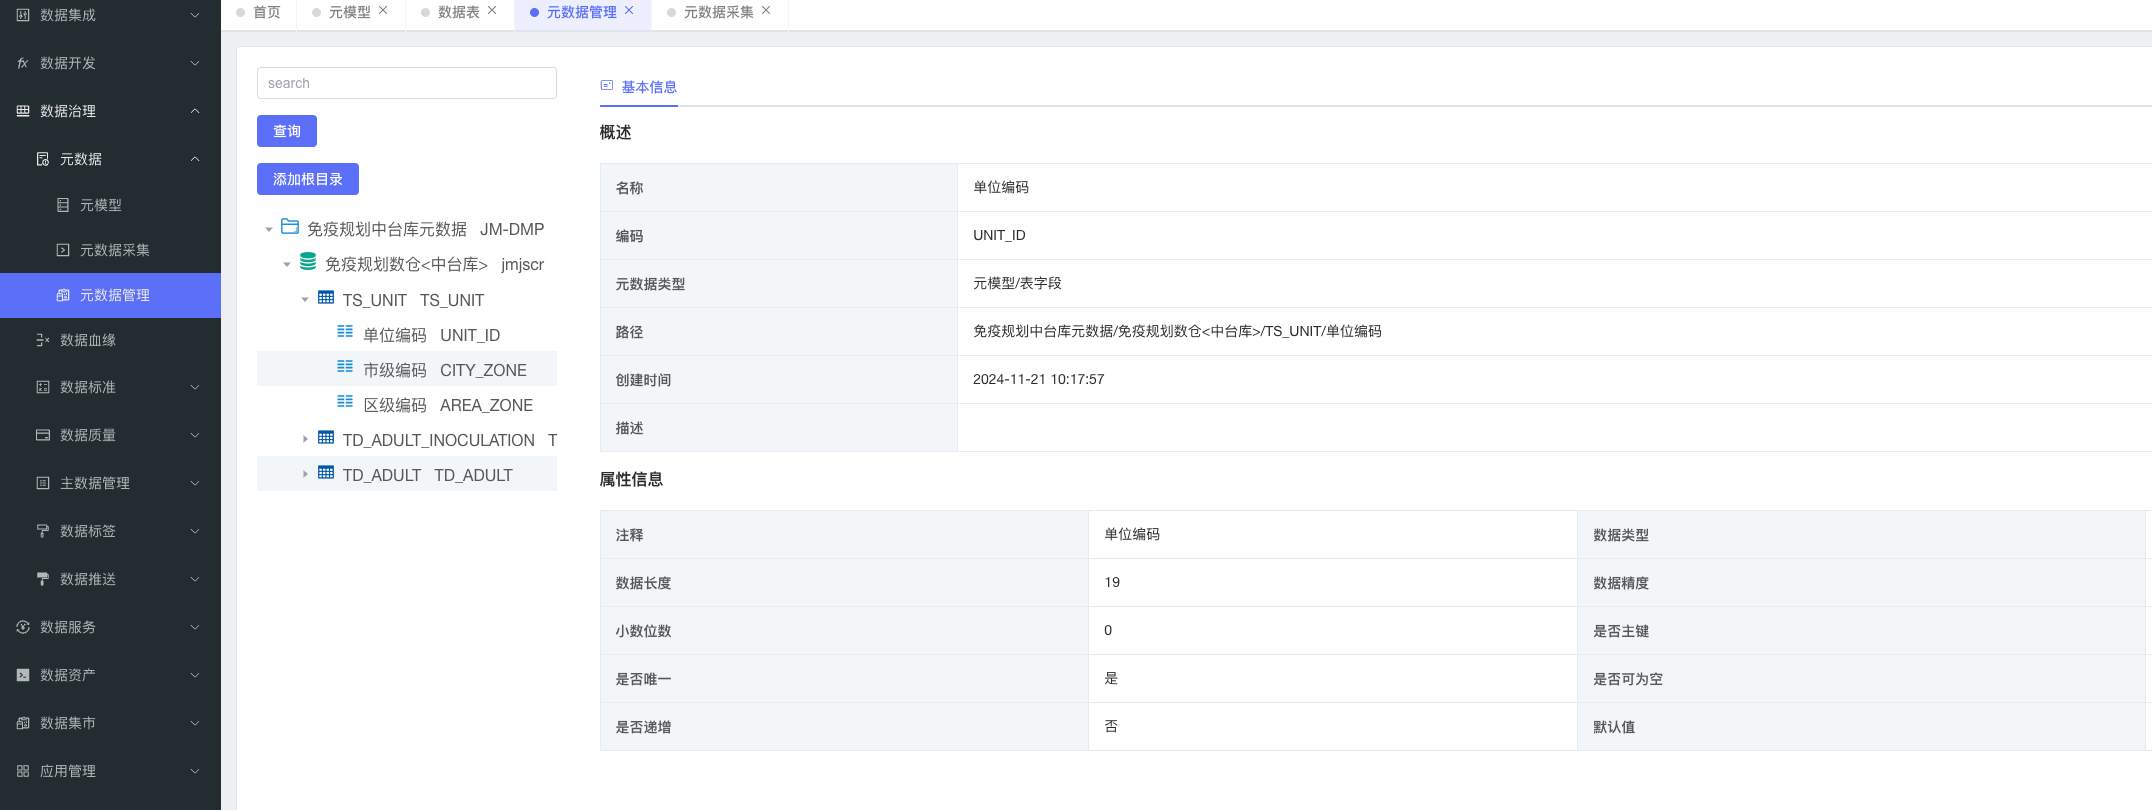 数据集成
数据开发
数据治理
元数据
元模型
元数据采集
元数据管理
数据血缘
数据标准
数据质量
主数据管理
数据标签
数据推送
数据服务
数据资产
数据集市
应用管理
首页
元模型
数据表
元数据管理
元数据采集
search
查询
添加根目录
免疫规划中台库元数据 JM-DMP
免疫规划数仓<中台库> jmjscr
TS_UNIT TS_UNIT
单位编码 UNIT_ID
市级编码 CITY_ZONE
区级编码 AREA_ZONE
TD_ADULT_INOCULATION T
TD_ADULT TD_ADULT
基本信息
概述
名称 单位编码
编码 UNIT_ID
元数据类型 元模型/表字段
路径 免疫规划中台库元数据/免疫规划数仓<中台库>/TS_UNIT/单位编码
创建时间 2024-11-21 10:17:57
描述
属性信息
注释 单位编码 数据类型
数据长度 19 数据精度
小数位数 0 是否主键
是否唯一 是 是否可为空
是否递增 否 默认值